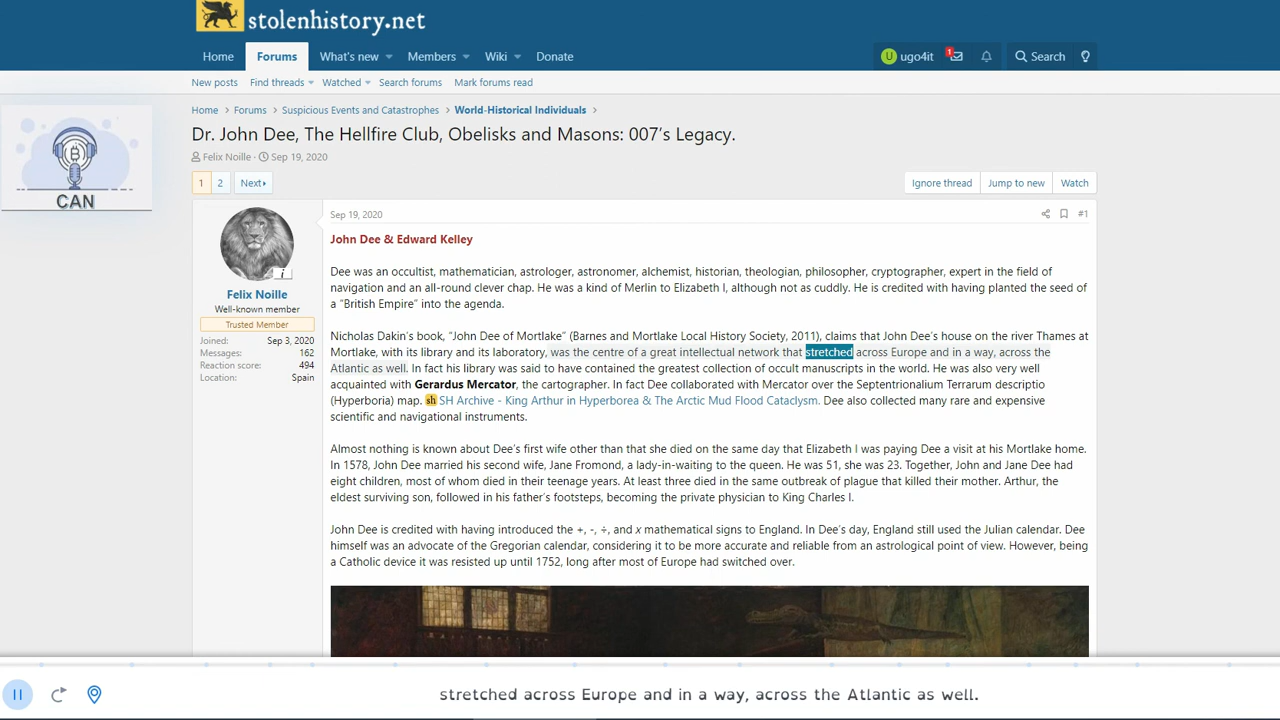 stolenhistory.net
Home Forums What's new Members Wiki Donate
U ugo4it 1 Search
New posts Find threads Watched Search forums Mark forums read
Home > Forums > Suspicious Events and Catastrophes > World-Historical Individuals >
Dr. John Dee, The Hellfire Club, Obelisks and Masons: 007's Legacy.
Felix Noille · Sep 19, 2020
1 2 Next
Ignore thread Jump to new Watch
CAN
Felix Noille
Well-known member
Trusted Member
Joined: Sep 3, 2020
Messages: 162
Reaction score: 494
Location: Spain
Sep 19, 2020 #1
John Dee & Edward Kelley
Dee was an occultist, mathematician, astrologer, astronomer, alchemist, historian, theologian, philosopher, cryptographer, expert in the field of
navigation and an all-round clever chap. He was a kind of Merlin to Elizabeth I, although not as cuddly. He is credited with having planted the seed of
a "British Empire" into the agenda.
Nicholas Dakin's book, "John Dee of Mortlake" (Barnes and Mortlake Local History Society, 2011), claims that John Dee's house on the river Thames at
Mortlake, with its library and its laboratory, was the centre of a great intellectual network that stretched across Europe and in a way, across the
Atlantic as well. In fact his library was said to have contained the greatest collection of occult manuscripts in the world. He was also very well
acquainted with Gerardus Mercator, the cartographer. In fact Dee collaborated with Mercator over the Septentrionalium Terrarum descriptio
(Hyperboria) map. sh SH Archive - King Arthur in Hyperborea & The Arctic Mud Flood Cataclysm. Dee also collected many rare and expensive
scientific and navigational instruments.
Almost nothing is known about Dee's first wife other than that she died on the same day that Elizabeth I was paying Dee a visit at his Mortlake home.
In 1578, John Dee married his second wife, Jane Fromond, a lady-in-waiting to the queen. He was 51, she was 23. Together, John and Jane Dee had
eight children, most of whom died in their teenage years. At least three died in the same outbreak of plague that killed their mother. Arthur, the
eldest surviving son, followed in his father's footsteps, becoming the private physician to King Charles I.
John Dee is credited with having introduced the +, -, ÷, and x mathematical signs to England. In Dee's day, England still used the Julian calendar. Dee
himself was an advocate of the Gregorian calendar, considering it to be more accurate and reliable from an astrological point of view. However, being
a Catholic device it was resisted up until 1752, long after most of Europe had switched over.
stretched across Europe and in a way, across the Atlantic as well.